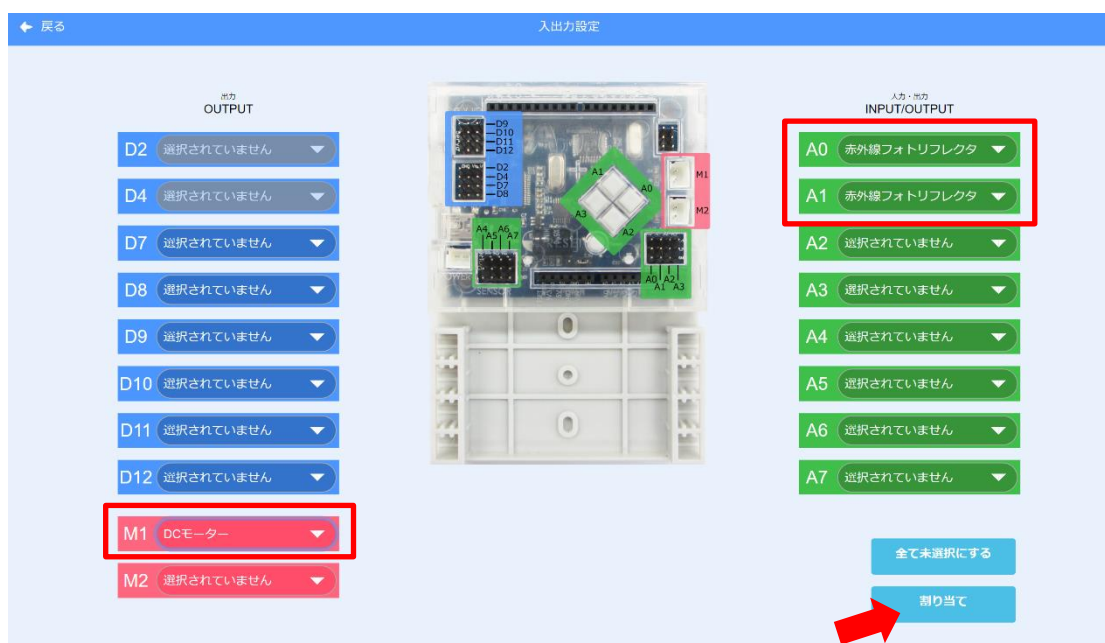 戻る
入出力設定
出力
OUTPUT
D2 選択されていません
D4 選択されていません
D7 選択されていません
D8 選択されていません
D9 選択されていません
D10 選択されていません
D11 選択されていません
D12 選択されていません
M1 DCモーター
M2 選択されていません
D9
D10
D11
D12
D2
D4
D7
D8
A1
A0
A3
A2
M1
M2
A4 A5 A6 A7
A0 A1 A2 A3
入力・出力
INPUT/OUTPUT
A0 赤外線フォトリフレクタ
A1 赤外線フォトリフレクタ
A2 選択されていません
A3 選択されていません
A4 選択されていません
A5 選択されていません
A6 選択されていません
A7 選択されていません
全て未選択にする
割り当て